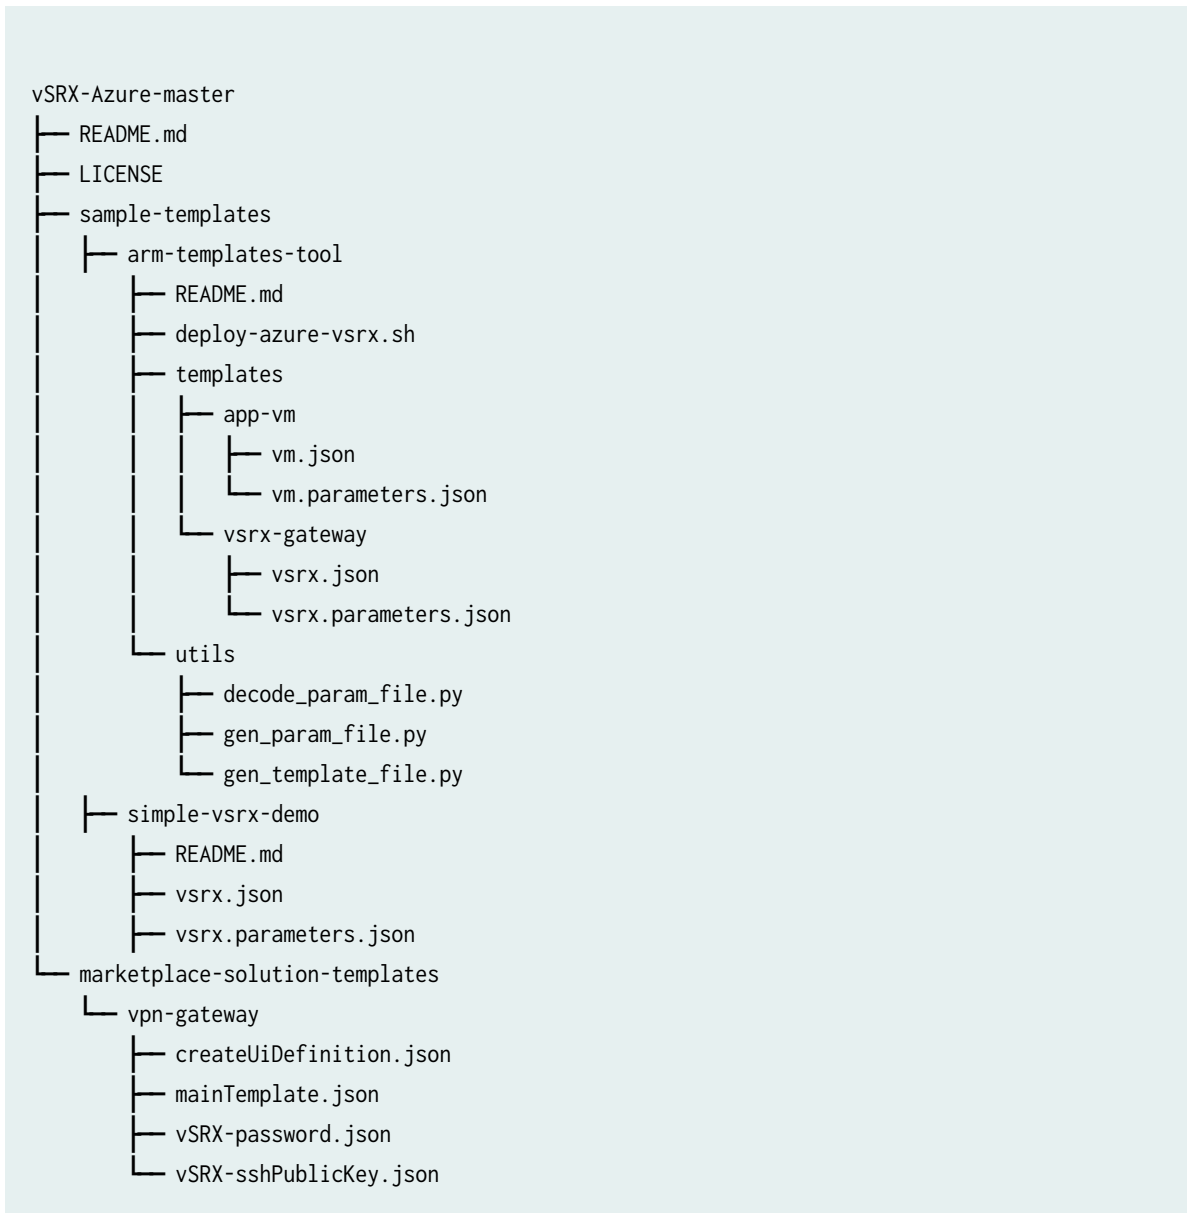 vSRX-Azure-master
README.md
LICENSE
sample-templates
arm-templates-tool
README.md
deploy-azure-vsrx.sh
templates
app-vm
vm.json
vm.parameters.json
vsrx-gateway
vsrx.json
vsrx.parameters.json
utils
decode_param_file.py
gen_param_file.py
gen_template_file.py
simple-vsrx-demo
README.md
vsrx.json
vsrx.parameters.json
marketplace-solution-templates
vpn-gateway
createUiDefinition.json
mainTemplate.json
vSRX-password.json
vSRX-sshPublicKey.json